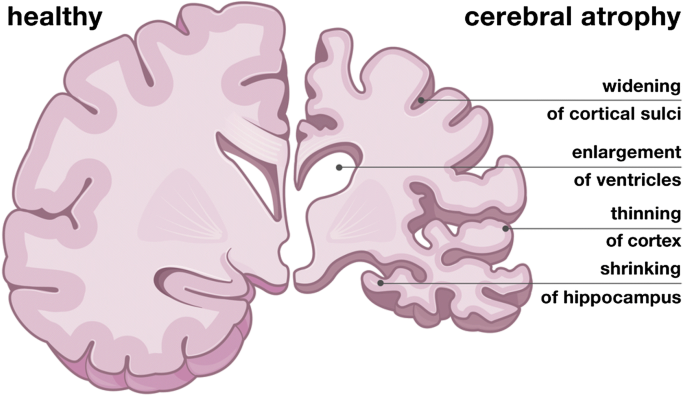 healthy
cerebral atrophy
widening
of cortical sulci
enlargement
of ventricles
thinning
of cortex
shrinking
of hippocampus